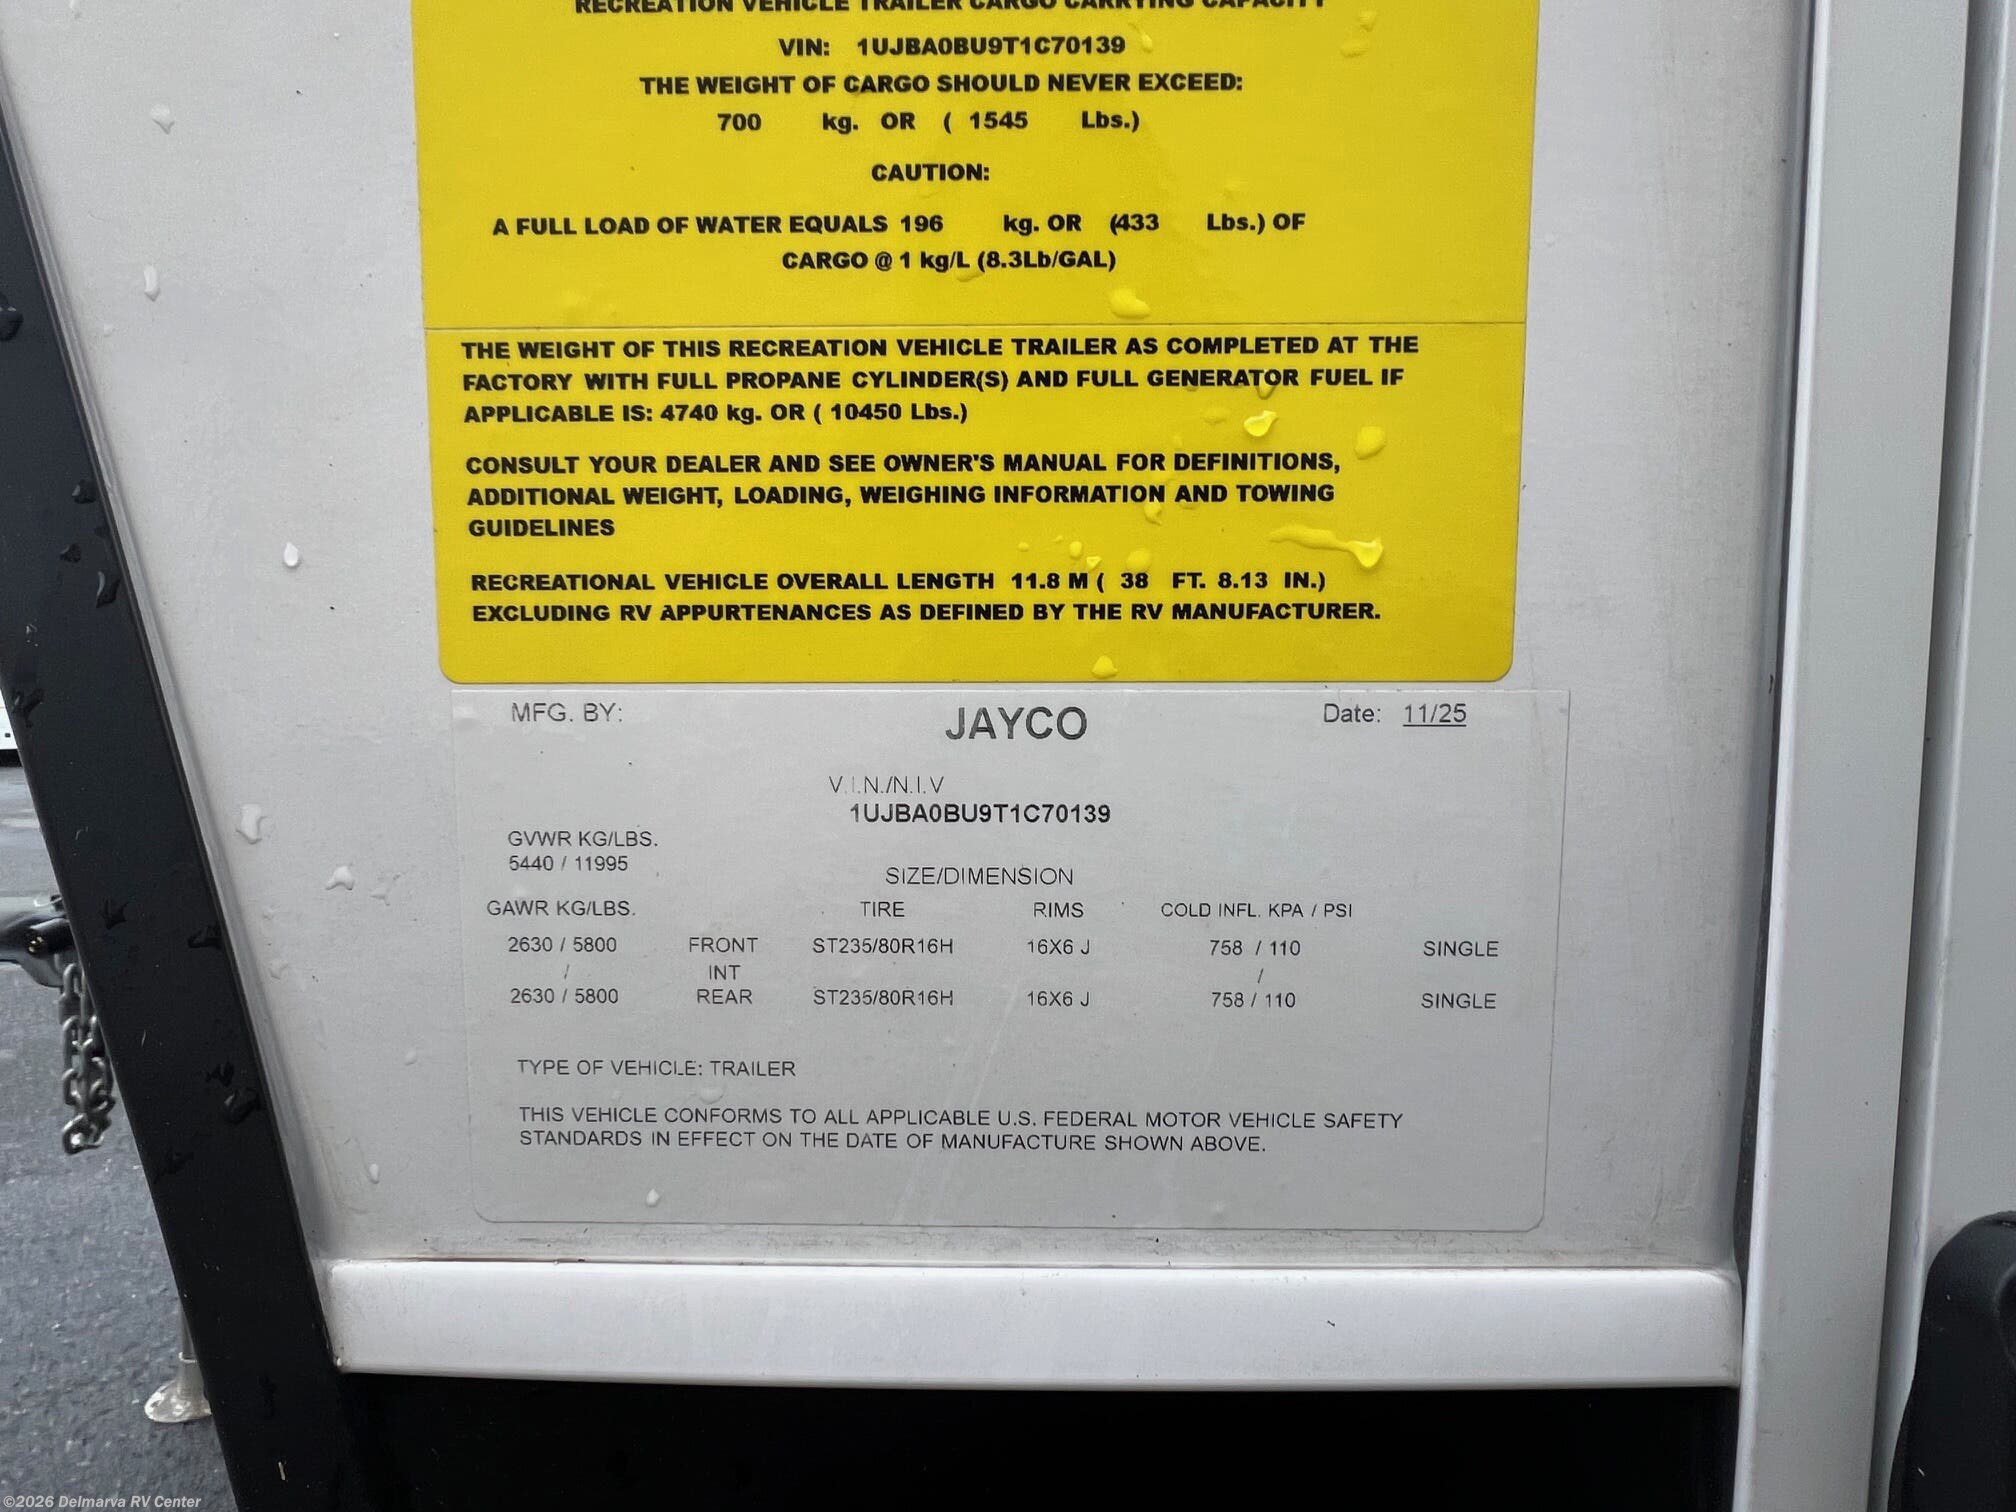 RECREATION VEHICLE TRAILER CARGO CARRYING CAPACITY
VIN: 1UJBA0BU9T1C70139
THE WEIGHT OF CARGO SHOULD NEVER EXCEED:
700 kg. OR ( 1545 Lbs.)
CAUTION:
A FULL LOAD OF WATER EQUALS 196 kg. OR (433 Lbs.) OF
CARGO @ 1 kg/L (8.3Lb/GAL)
THE WEIGHT OF THIS RECREATION VEHICLE TRAILER AS COMPLETED AT THE
FACTORY WITH FULL PROPANE CYLINDER(S) AND FULL GENERATOR FUEL IF
APPLICABLE IS: 4740 kg. OR ( 10450 Lbs.)
CONSULT YOUR DEALER AND SEE OWNER'S MANUAL FOR DEFINITIONS,
ADDITIONAL WEIGHT, LOADING, WEIGHING INFORMATION AND TOWING
GUIDELINES
RECREATIONAL VEHICLE OVERALL LENGTH 11.8 M ( 38 FT. 8.13 IN.)
EXCLUDING RV APPURTENANCES AS DEFINED BY THE RV MANUFACTURER.
MFG. BY: JAYCO Date: 11/25
V.I.N./N.I.V
1UJBA0BU9T1C70139
GVWR KG/LBS.
5440 / 11995
SIZE/DIMENSION
GAWR KG/LBS. TIRE RIMS COLD INFL. KPA / PSI
2630 / 5800 FRONT ST235/80R16H 16X6 J 758 / 110 SINGLE
/ INT /
2630 / 5800 REAR ST235/80R16H 16X6 J 758 / 110 SINGLE
TYPE OF VEHICLE: TRAILER
THIS VEHICLE CONFORMS TO ALL APPLICABLE U.S. FEDERAL MOTOR VEHICLE SAFETY
STANDARDS IN EFFECT ON THE DATE OF MANUFACTURE SHOWN ABOVE.
©2026 Delmarva RV Center